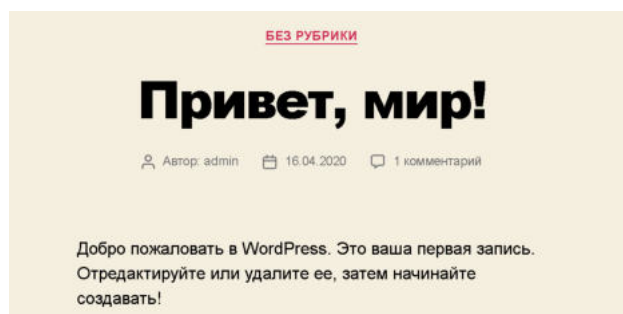 БЕЗ РУБРИКИ
Привет, мир!
Автор: admin 16.04.2020 1 комментарий
Добро пожаловать в WordPress. Это ваша первая запись.
Отредактируйте или удалите ее, затем начинайте
создавать!